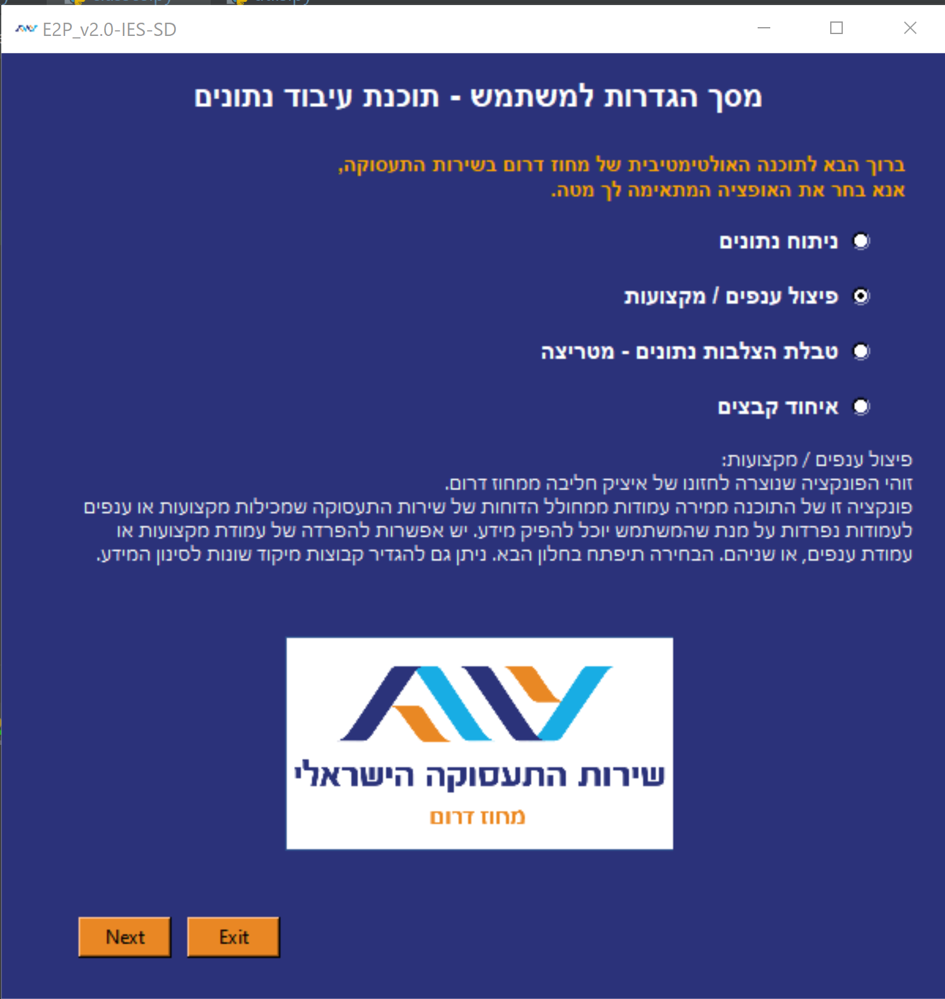 E2P_v2.0-IES-SD
מסך הגדרות למשתמש - תוכנת עיבוד נתונים
ברוך הבא לתוכנה האולטימטיבית של מחוז דרום בשירות התעסוקה,
אנא בחר את האופציה המתאימה לך מטה.
ניתוח נתונים
פיצול ענפים / מקצועות
טבלת הצלבות נתונים - מטריצה
איחוד קבצים
פיצול ענפים / מקצועות:
זוהי הפונקציה שנוצרה לחזונו של איציק חליבה ממחוז דרום.
פונקציה זו של התוכנה ממירה עמודות ממחולל הדוחות של שירות התעסוקה שמכילות מקצועות או ענפים
לעמודות נפרדות על מנת שהמשתמש יוכל להפיק מידע. יש אפשרות להפרדה של עמודת מקצועות או
עמודת ענפים, או שניהם. הבחירה תיפתח בחלון הבא. ניתן גם להגדיר קבוצות מיקוד שונות לסינון המידע.
שירות התעסוקה הישראלי
מחוז דרום
Next
Exit